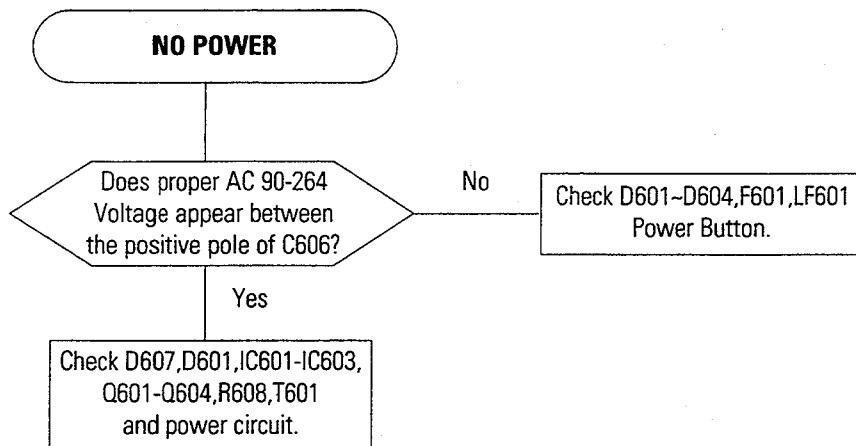 NO POWER
Does proper AC 90-264
Voltage appear between
the positive pole of C606?
No
Check D601~D604,F601,LF601
Power Button.
Yes
Check D607,D601,IC601-IC603,
Q601-Q604,R608,T601
and power circuit.